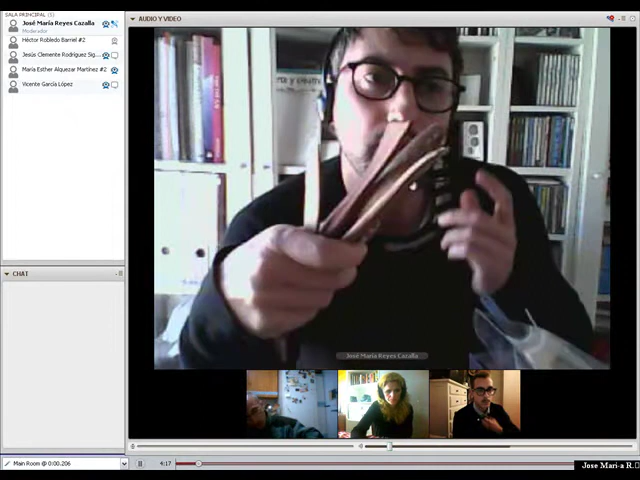 SALA PRINCIPAL (5)
José María Reyes Cazalla
Moderador
Héctor Robledo Barriel #2
Jesús Clemente Rodríguez Sig...
María Esther Alquezar Martínez #2
Vicente García López
CHAT
AUDIO Y VIDEO
José María Reyes Cazalla
Main Room @ 0:00.206
4:17
Jose Mari-a R.